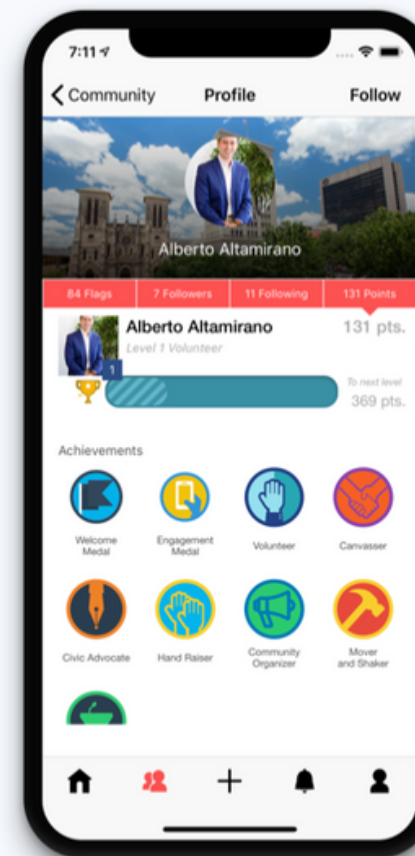 7:11
Community Profile Follow
Alberto Altamirano
84 Flags 7 Followers 11 Following 131 Points
Alberto Altamirano 131 pts.
Level 1 Volunteer
1
To next level
369 pts.
Achievements
Welcome Medal
Engagement Medal
Volunteer
Canvasser
Civic Advocate
Hand Raiser
Community Organizer
Mover and Shaker